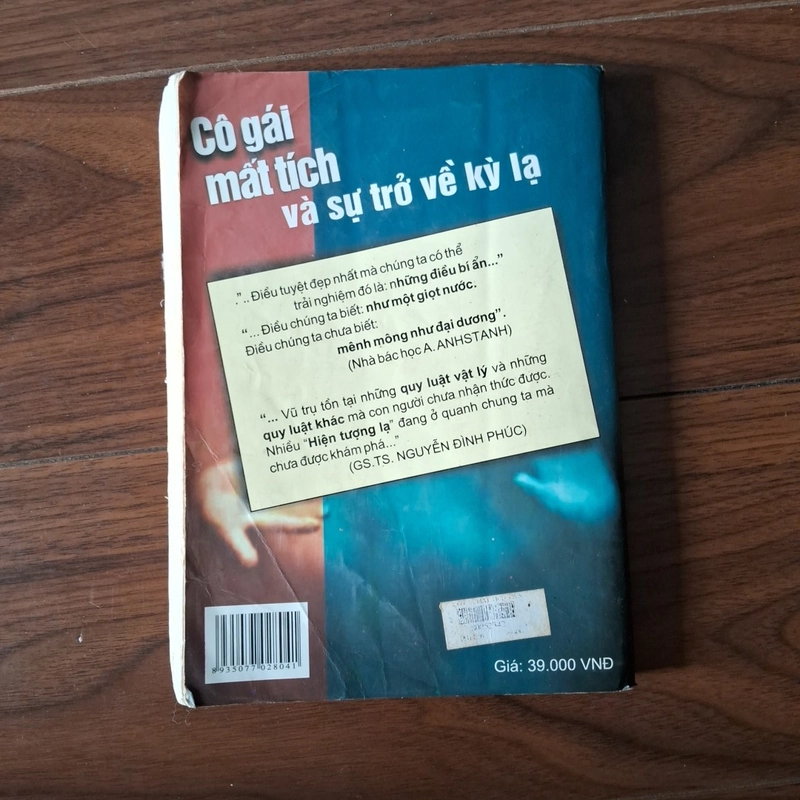 Cô gái
mất tích
và sự trở về kỳ lạ
".. Điều tuyệt đẹp nhất mà chúng ta có thể
trải nghiệm đó là: những điều bí ẩn..."
"... Điều chúng ta biết: như một giọt nước.
Điều chúng ta chưa biết:
mênh mông như đại dương".
(Nhà bác học A. ANHSTANH)
"... Vũ trụ tồn tại những quy luật vật lý và những
quy luật khác mà con người chưa nhận thức được.
Nhiều "Hiện tượng lạ" đang ở quanh chung ta mà
chưa được khám phá..."
(GS.TS. NGUYỄN ĐÌNH PHÚC)
8935077028041
Giá: 39.000 VNĐ